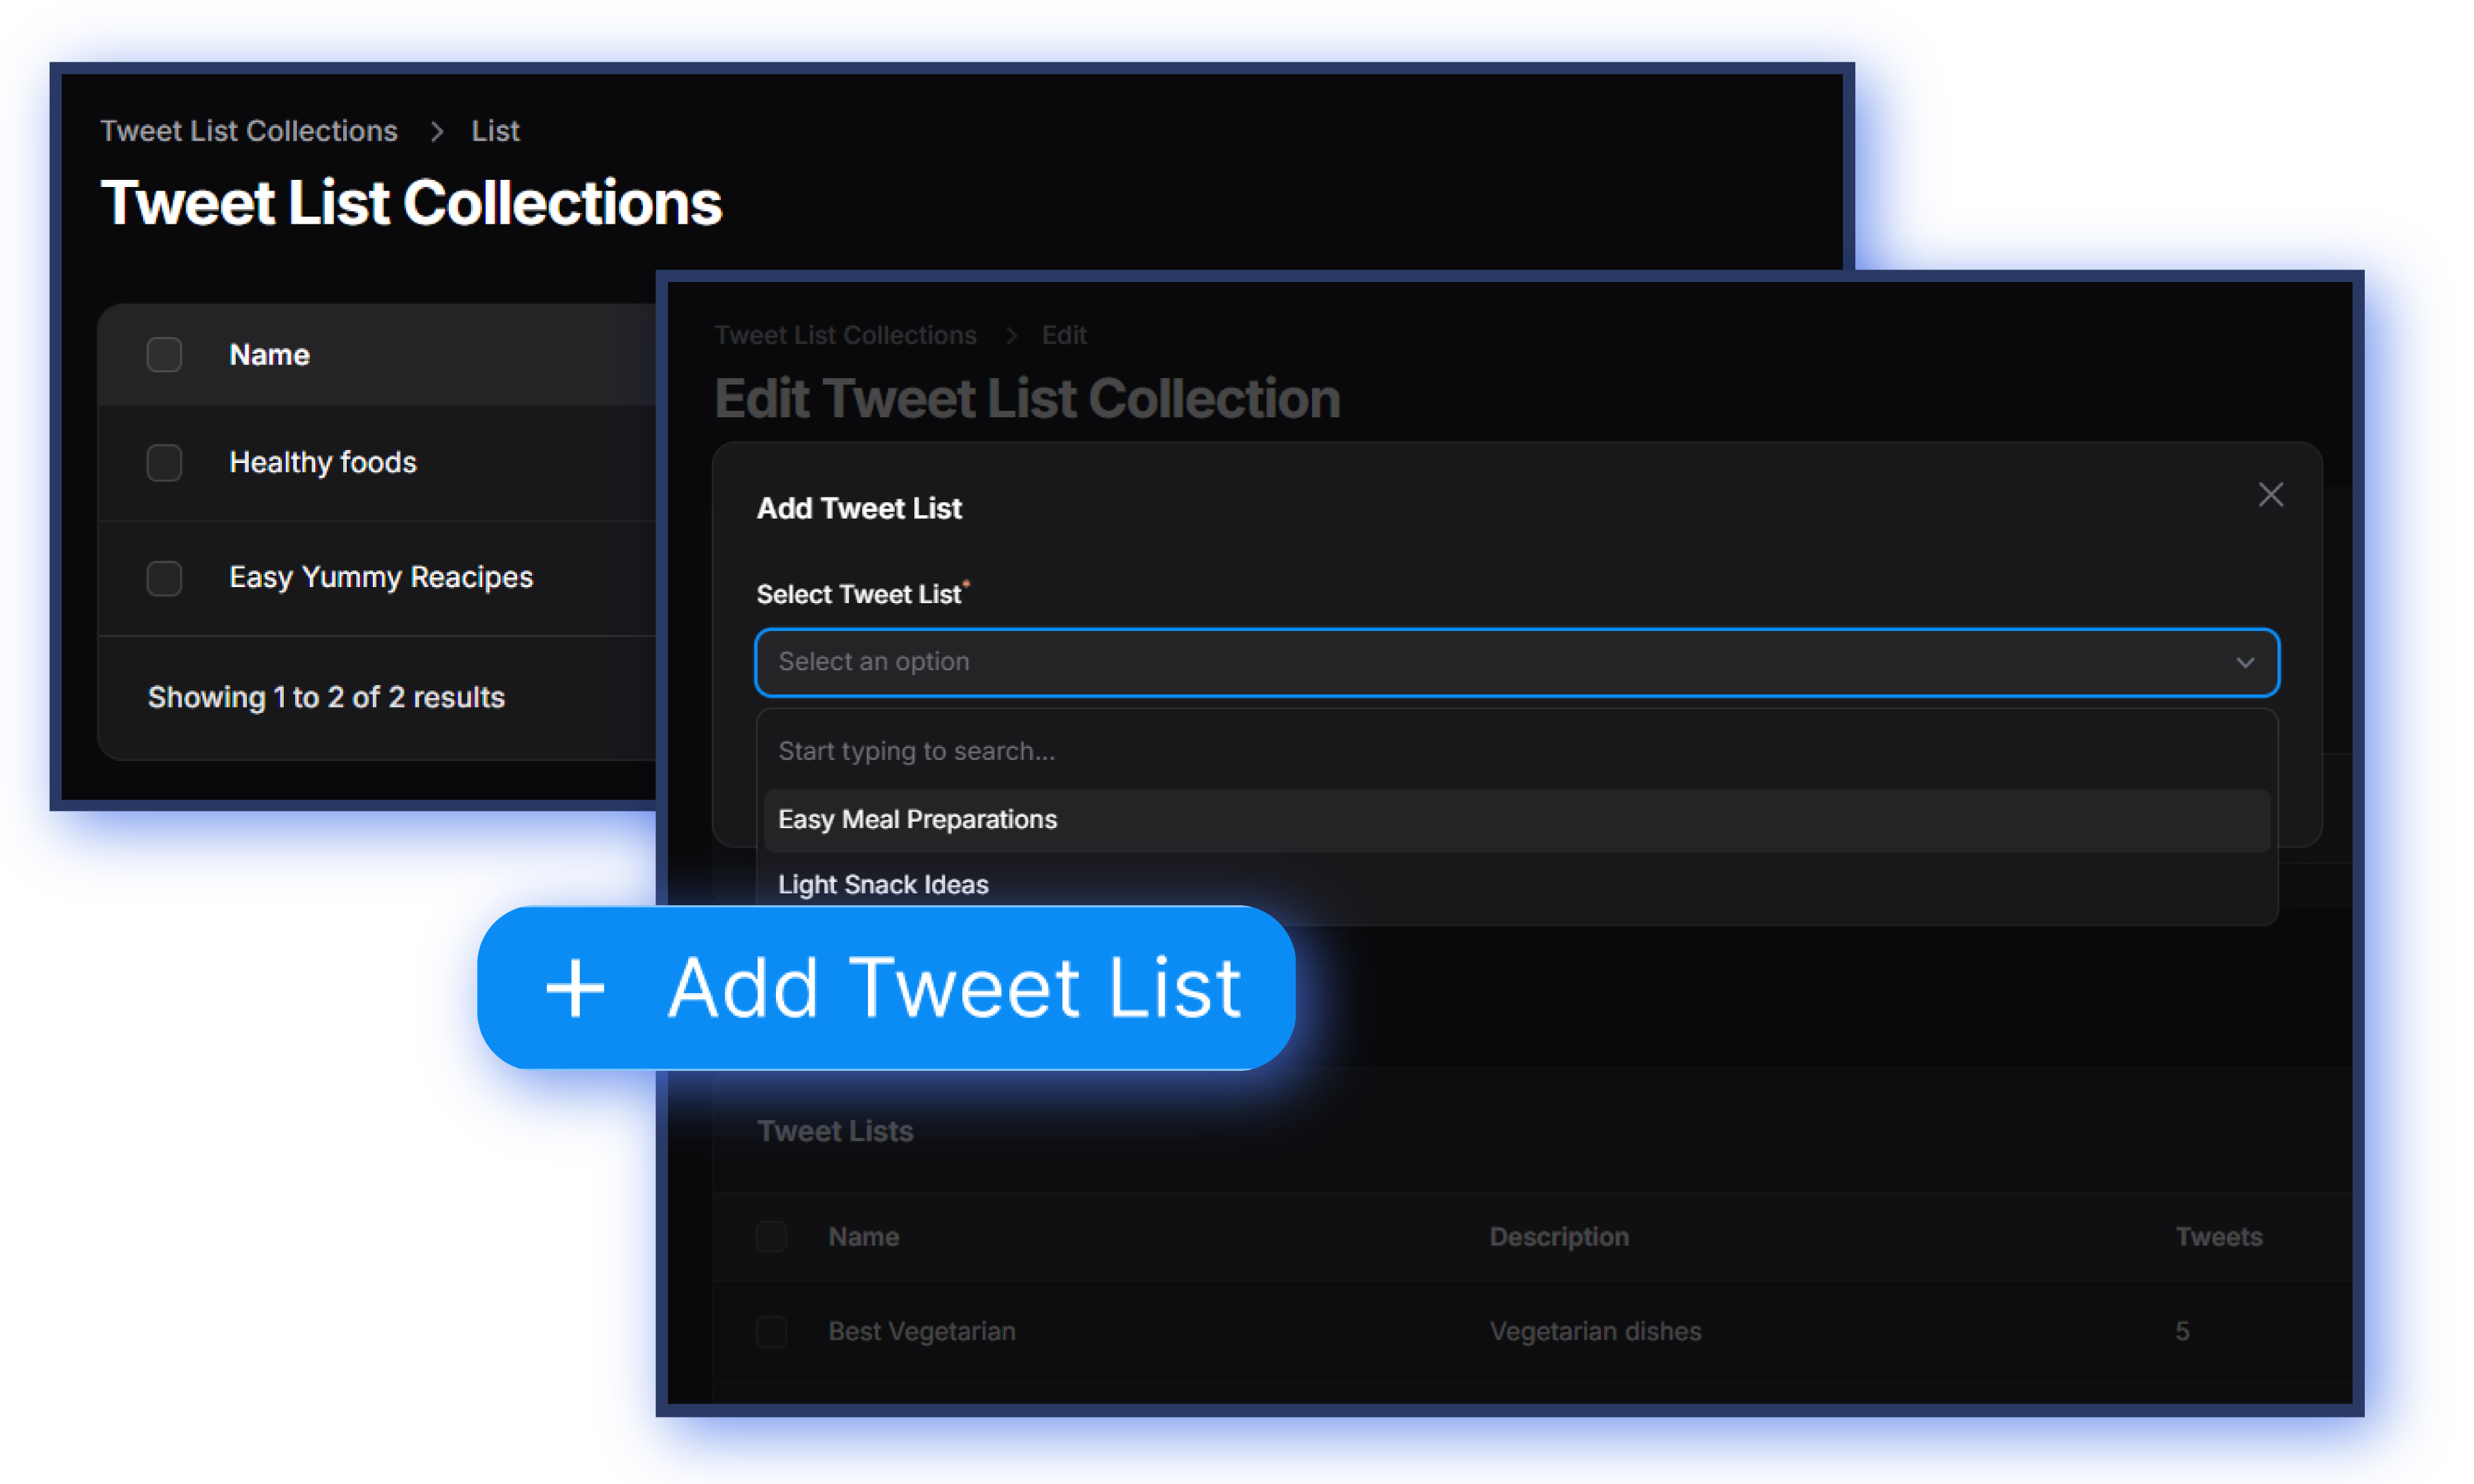 Tweet List Collections > List
Tweet List Collections
Name
Healthy foods
Easy Yummy Reacipes
Showing 1 to 2 of 2 results
Tweet List Collections > Edit
Edit Tweet List Collection
Add Tweet List
Select Tweet List*
Select an option
Start typing to search...
Easy Meal Preparations
Light Snack Ideas
+ Add Tweet List
Tweet Lists
Name Description Tweets
Best Vegetarian Vegetarian dishes 5